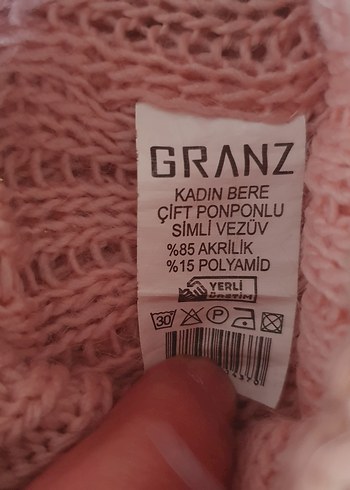 GRANZ
KADIN BERE
ÇİFT PONPONLU
SİMLİ VEZÜV
%85 AKRİLİK
%15 POLYAMİD
YERLİ
ÜRETİM
30
P